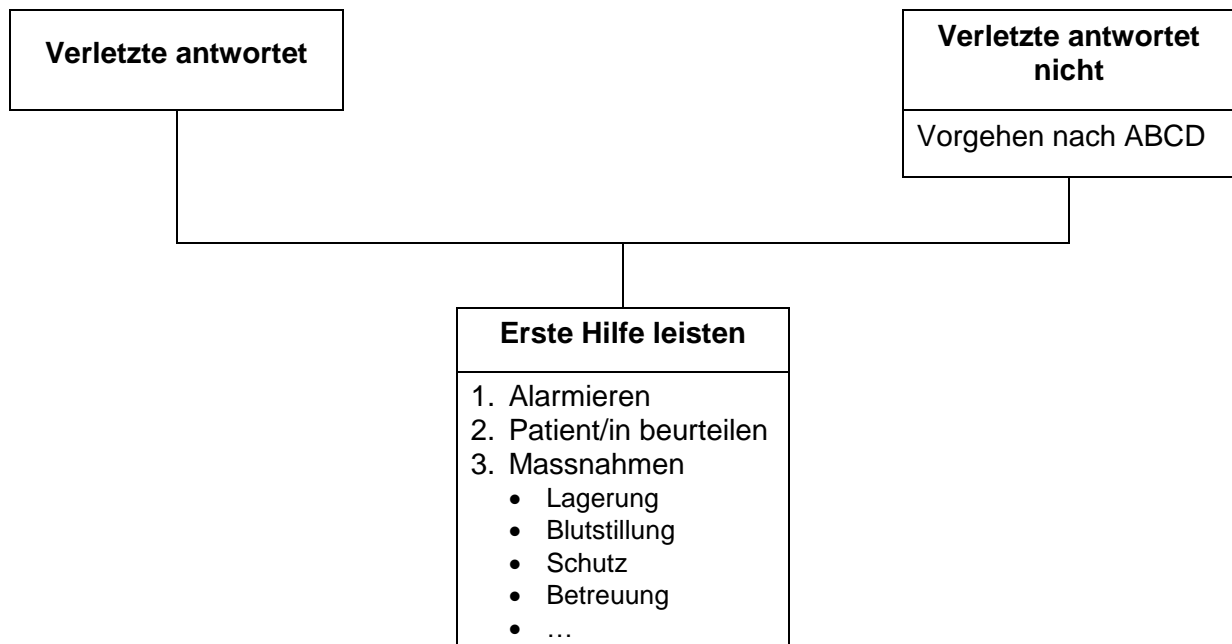 Verletzte antwortet
Verletzte antwortet
nicht
Vorgehen nach ABCD
Erste Hilfe leisten
1. Alarmieren
2. Patient/in beurteilen
3. Massnahmen
• Lagerung
• Blutstillung
• Schutz
• Betreuung
• …